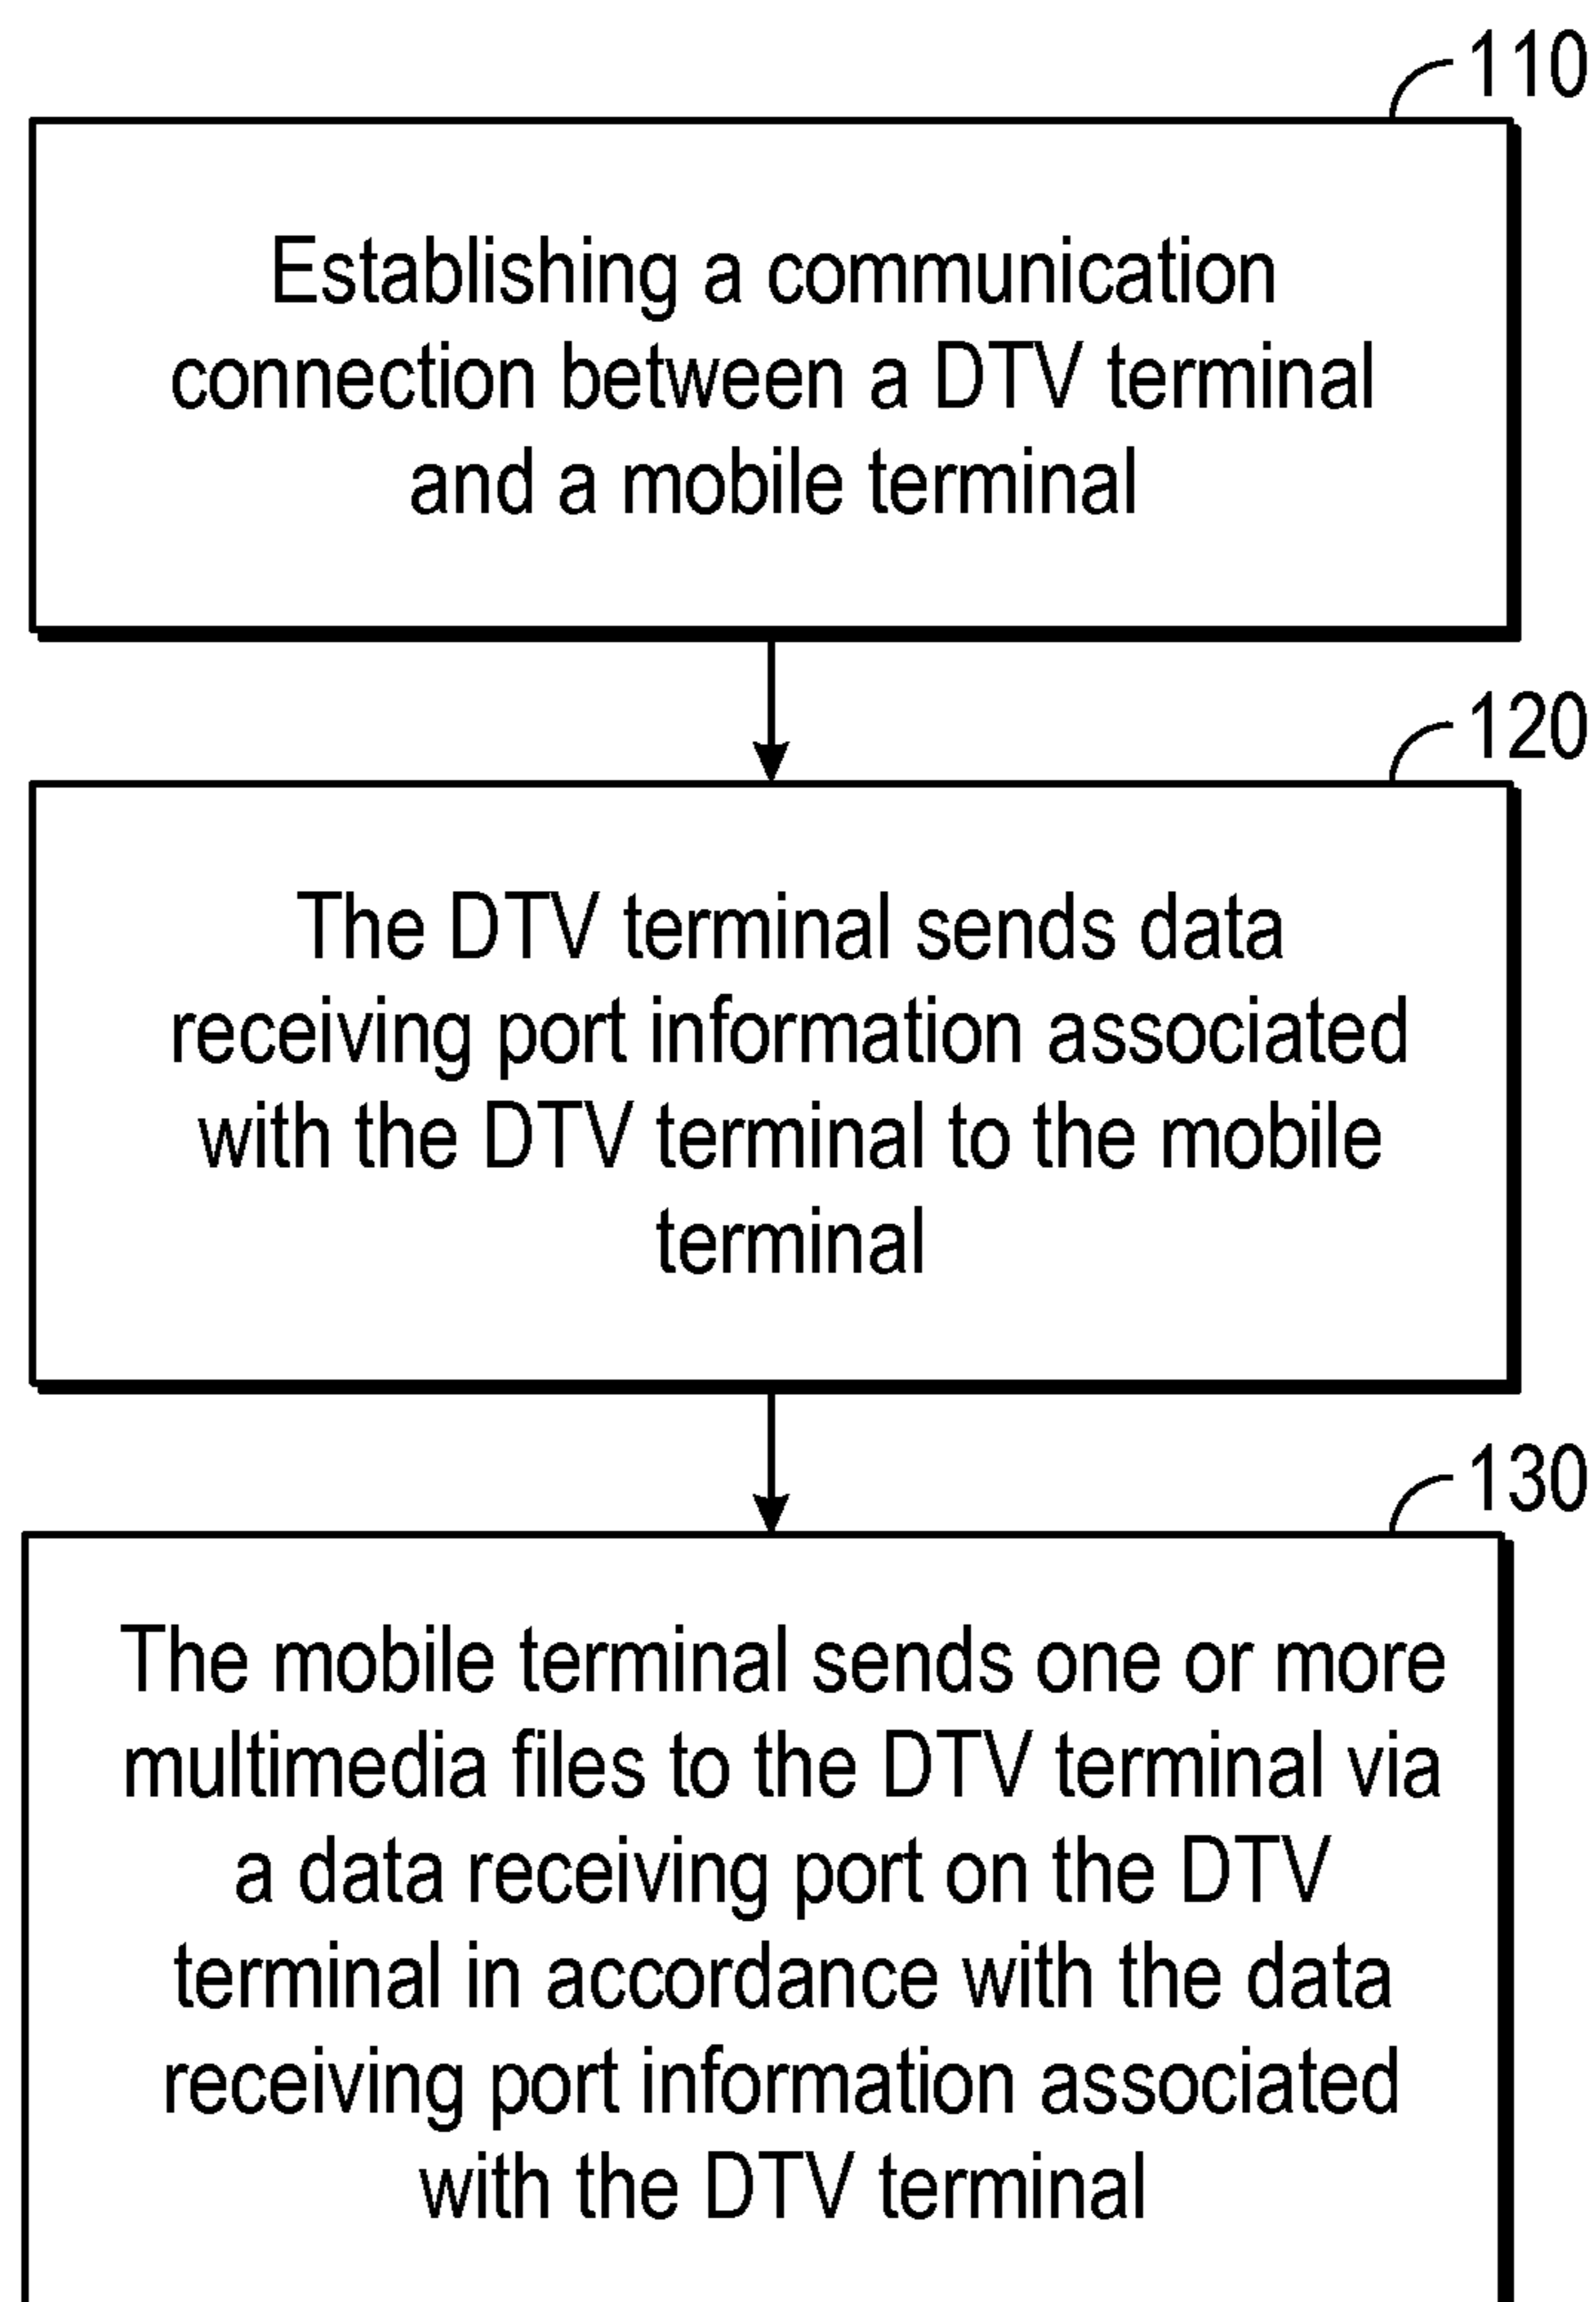 110
Establishing a communication
connection between a DTV terminal
and a mobile terminal
120
The DTV terminal sends data
receiving port information associated
with the DTV terminal to the mobile
terminal
130
The mobile terminal sends one or more
multimedia files to the DTV terminal via
a data receiving port on the DTV
terminal in accordance with the data
receiving port information associated
with the DTV terminal